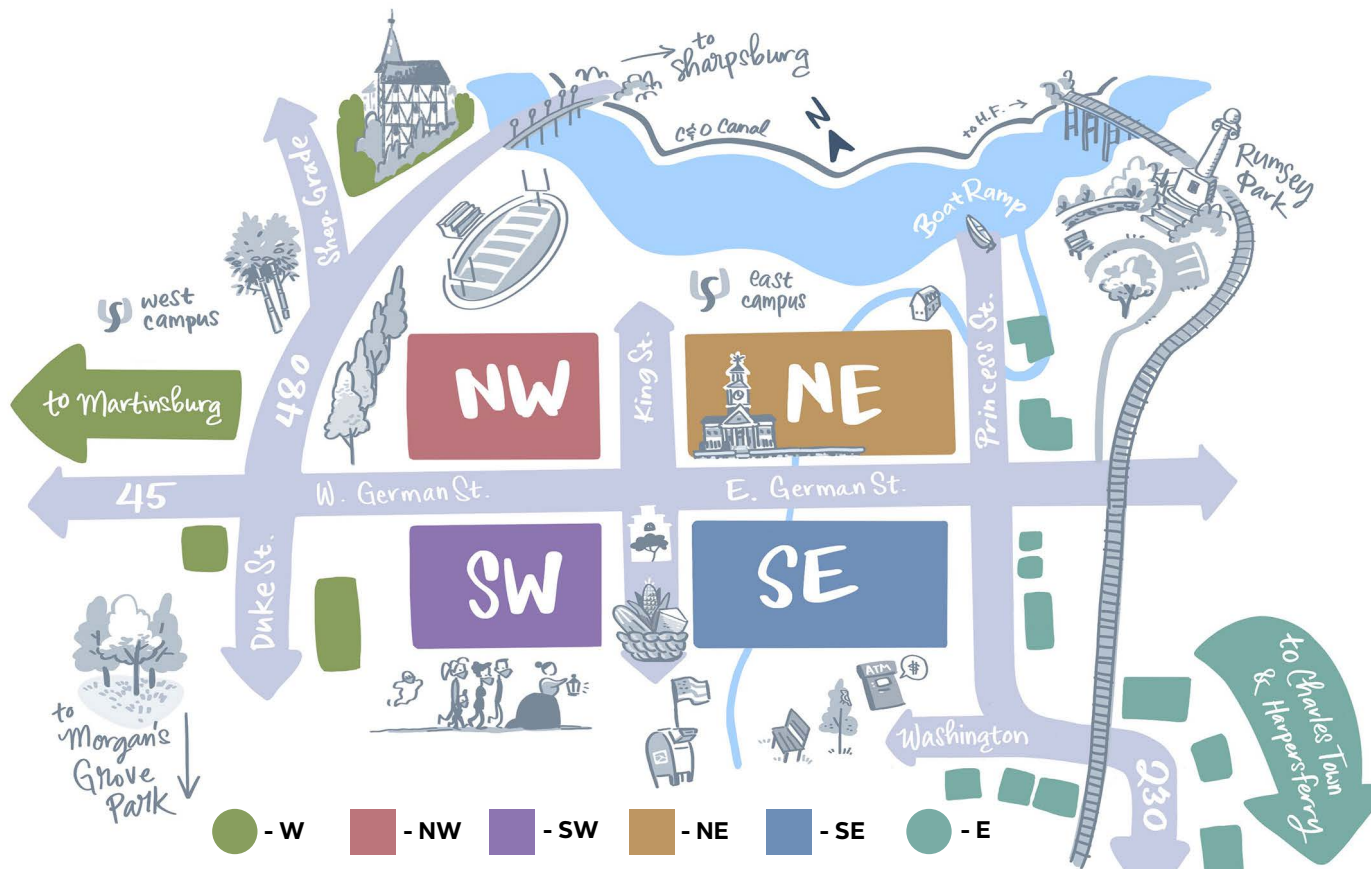 to
Sharpsburg
N
C&O Canal
to H.F. →
Rumsey
Park
Boat Ramp
Shep. Grade
west
campus
east
campus
480
NW
King St.
NE
Princess St.
to Martinsburg
45
W. German St.
E. German St.
Duke St.
SW
SE
ATM
$
to
Morgan's
Grove
Park
Washington
230
to Charles Town
& Harpersferry
- W
- NW
- SW
- NE
- SE
- E